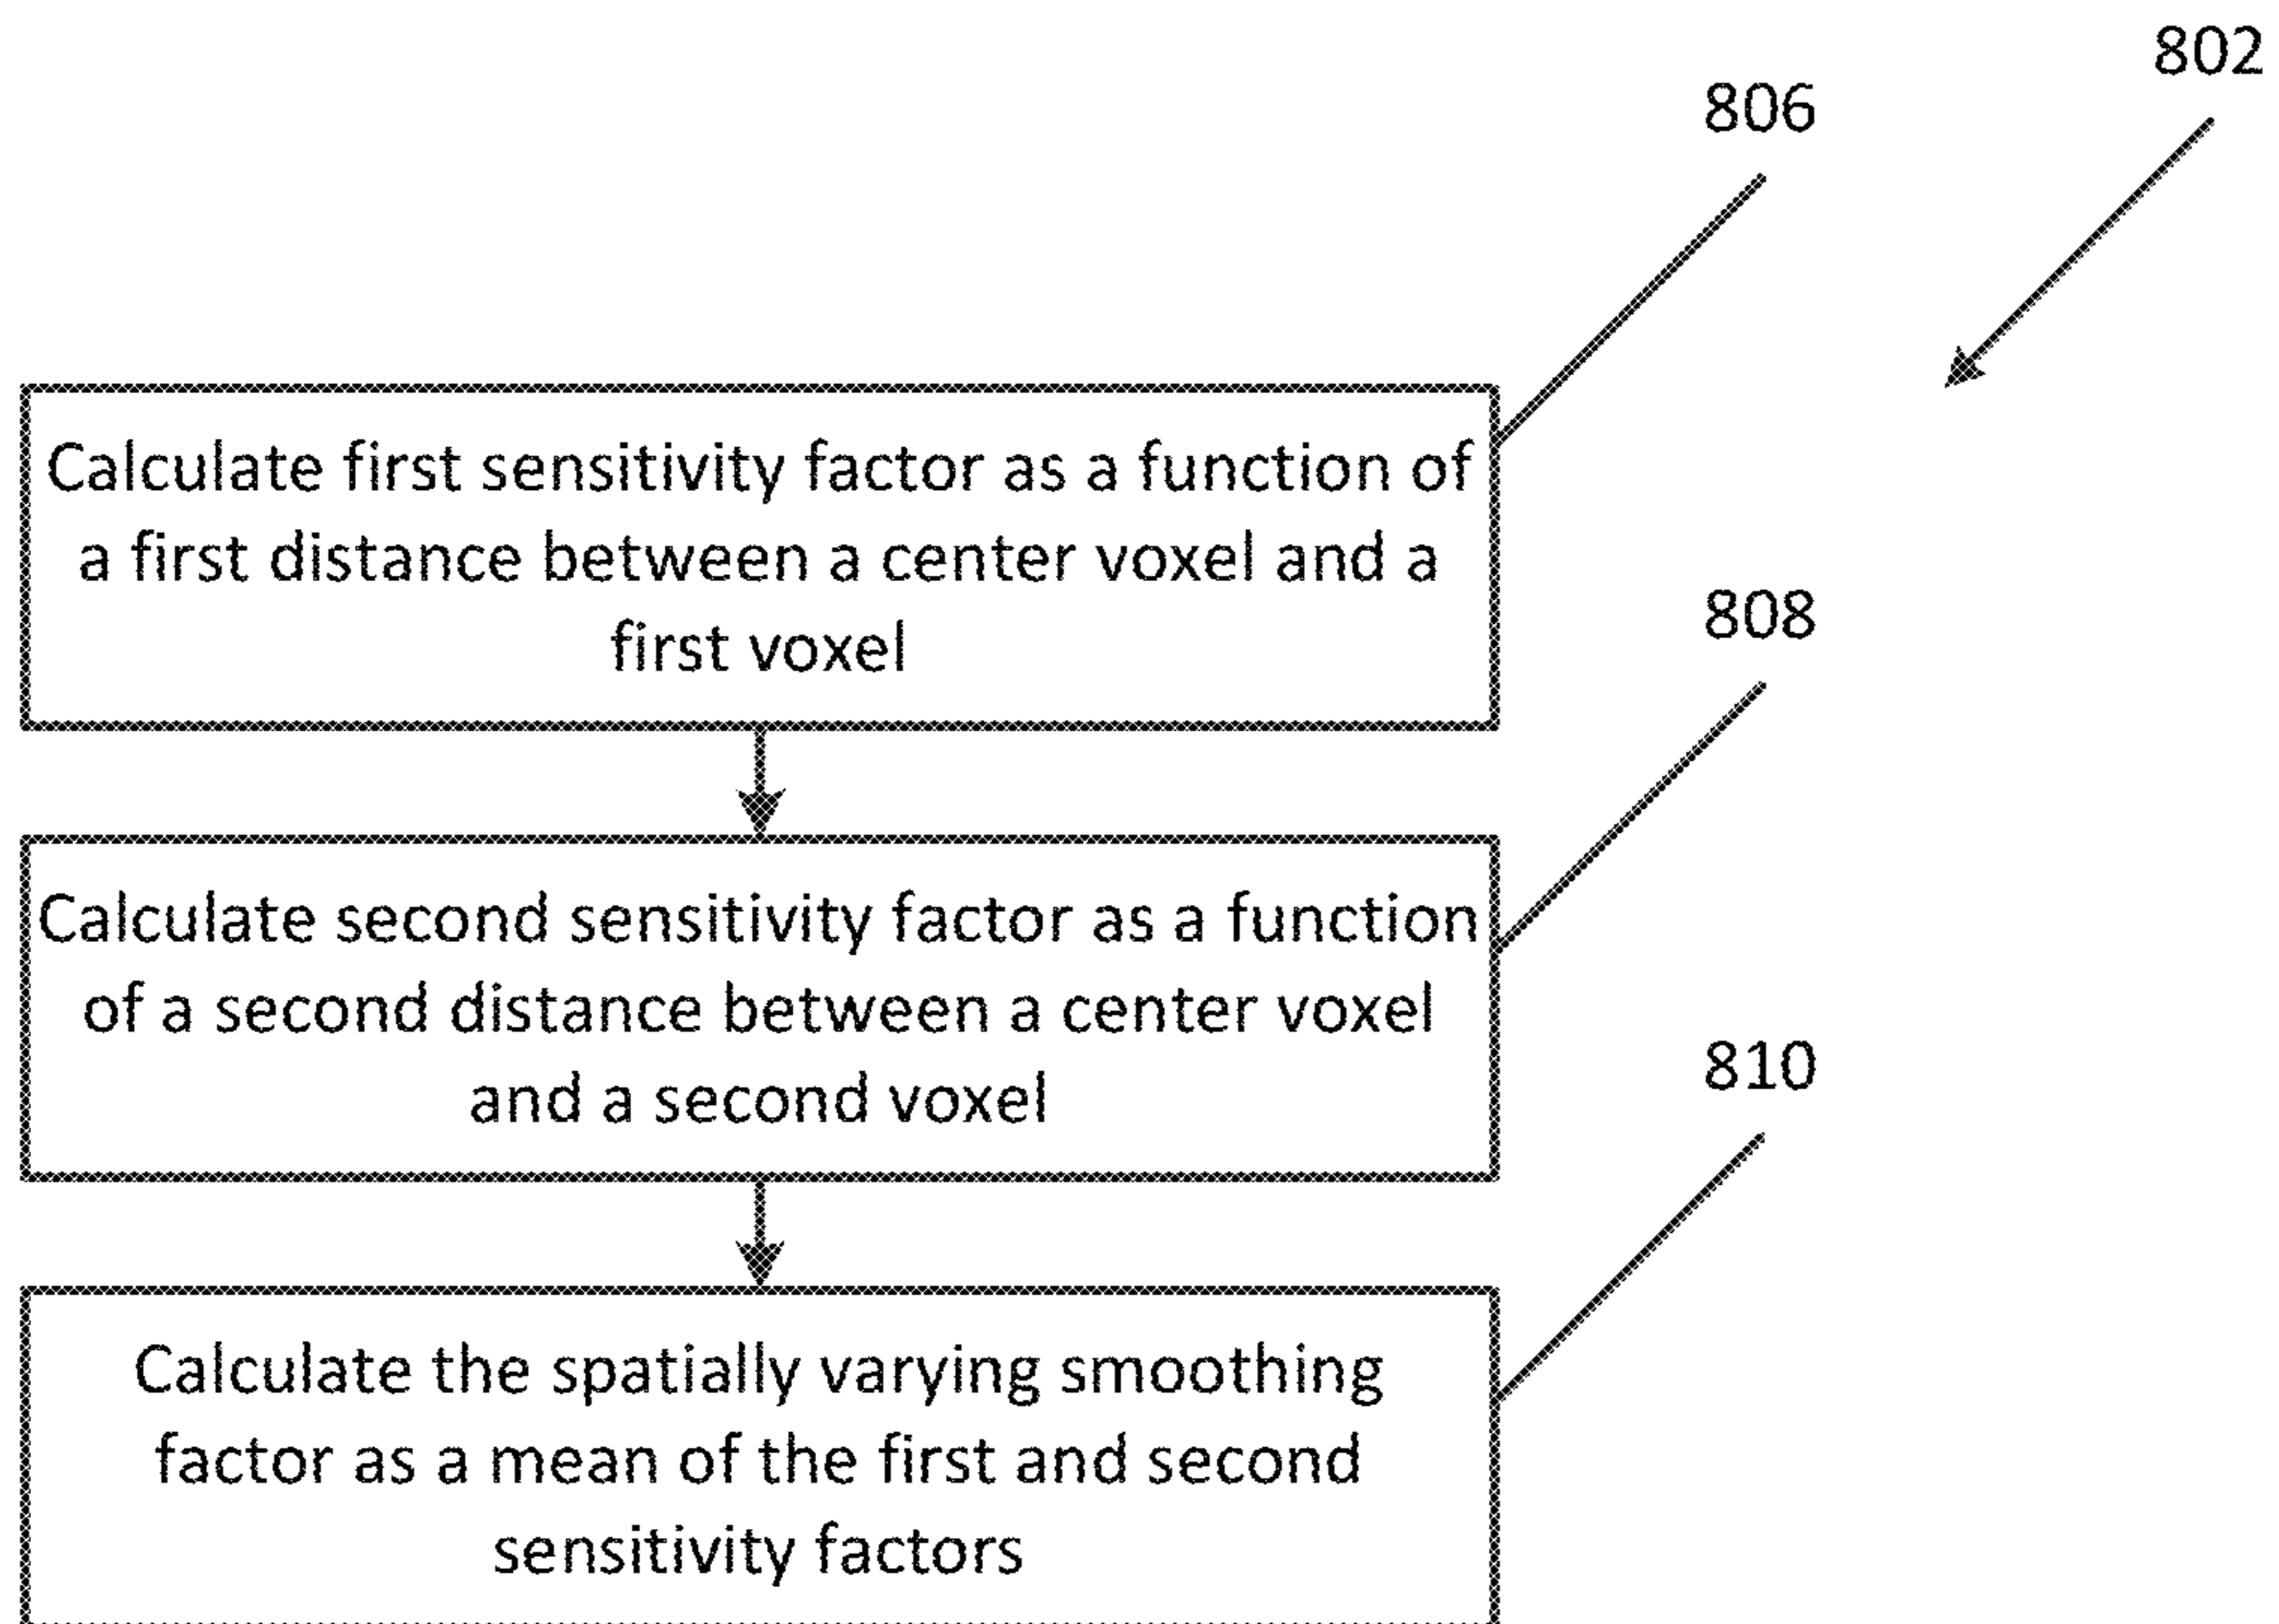 802
806
Calculate first sensitivity factor as a function of
a first distance between a center voxel and a
first voxel
808
Calculate second sensitivity factor as a function
of a second distance between a center voxel
and a second voxel
810
Calculate the spatially varying smoothing
factor as a mean of the first and second
sensitivity factors